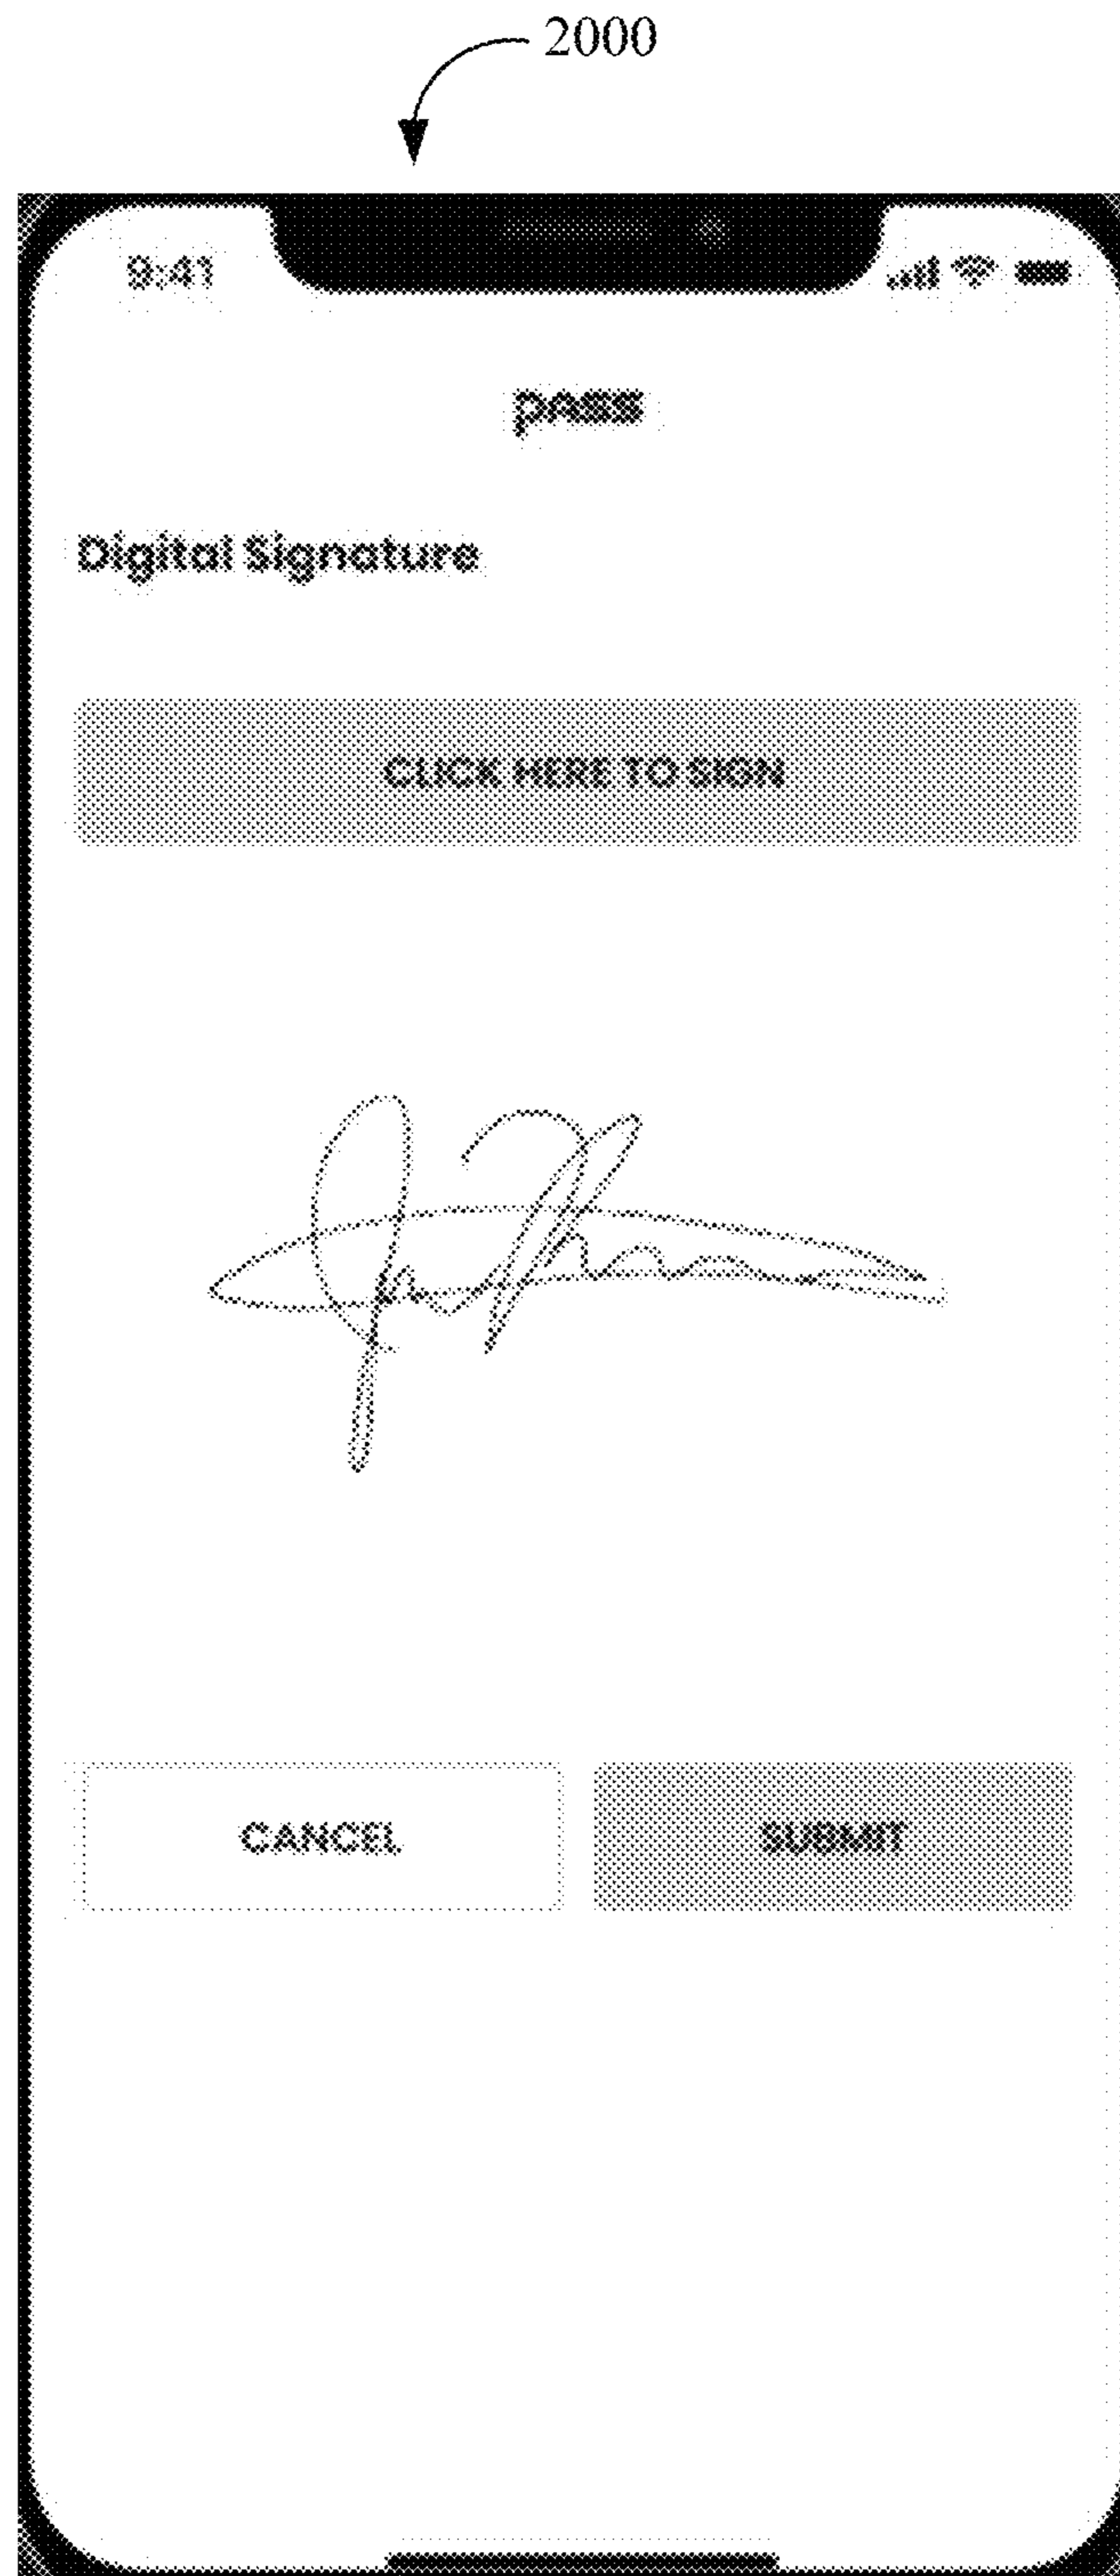 2000
9:41
pASS
Digital Signature
CLICK HERE TO SIGN
CANCEL SUBMIT